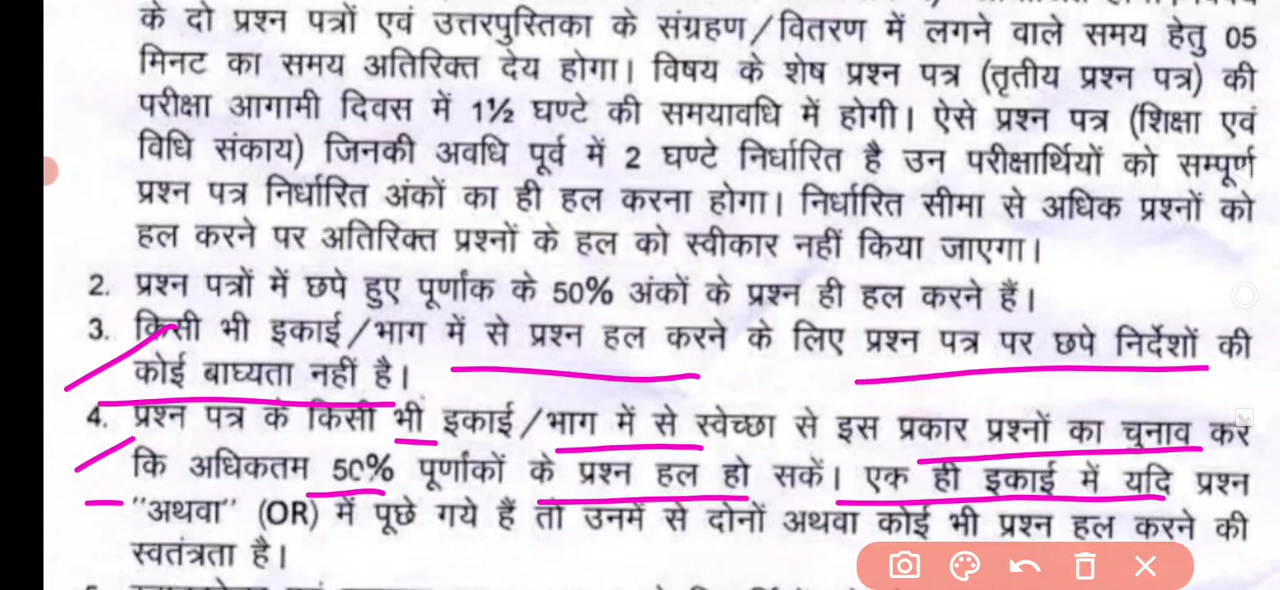 के दो प्रश्न पत्रों एवं उत्तरपुस्तिका के संग्रहण/वितरण में लगने वाले समय हेतु 05
मिनट का समय अतिरिक्त देय होगा। विषय के शेष प्रश्न पत्र (तृतीय प्रश्न पत्र) की
परीक्षा आगामी दिवस में 1½ घण्टे की समयावधि में होगी। ऐसे प्रश्न पत्र (शिक्षा एवं
विधि संकाय) जिनकी अवधि पूर्व में 2 घण्टे निर्धारित है उन परीक्षार्थियों को सम्पूर्ण
प्रश्न पत्र निर्धारित अंकों का ही हल करना होगा। निर्धारित सीमा से अधिक प्रश्नों को
हल करने पर अतिरिक्त प्रश्नों के हल को स्वीकार नहीं किया जाएगा।
2. प्रश्न पत्रों में छपे हुए पूर्णांक के 50% अंकों के प्रश्न ही हल करने हैं।
3. किसी भी इकाई/भाग में से प्रश्न हल करने के लिए प्रश्न पत्र पर छपे निर्देशों की
कोई बाघ्यता नहीं है।
4. प्रश्न पत्र के किसी भी इकाई/भाग में से स्वेच्छा से इस प्रकार प्रश्नों का चुनाव करें
कि अधिकतम 50% पूर्णाकों के प्रश्न हल हो सकें। एक ही इकाई में यदि प्रश्न
"अथवा" (OR) में पूछे गये हैं तो उनमें से दोनों अथवा कोई भी प्रश्न हल करने की
स्वतंत्रता है।